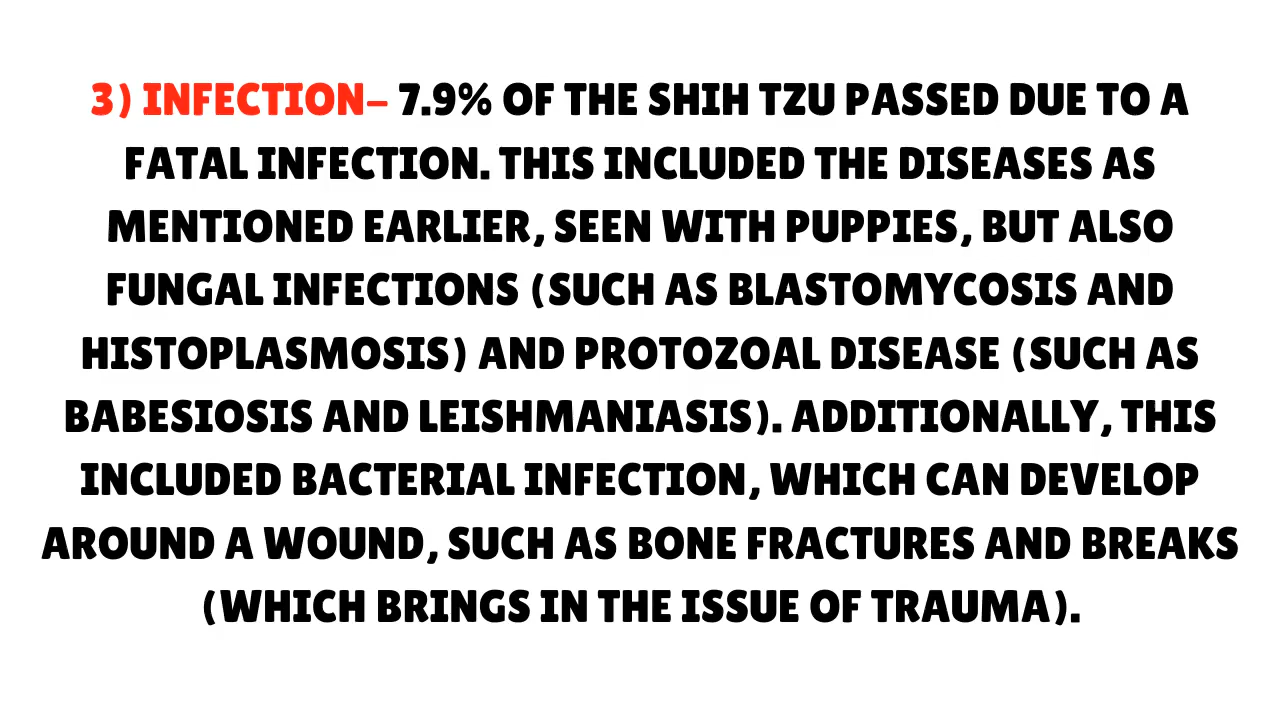 3) INFECTION– 7.9% OF THE SHIH TZU PASSED DUE TO A
FATAL INFECTION. THIS INCLUDED THE DISEASES AS
MENTIONED EARLIER, SEEN WITH PUPPIES, BUT ALSO
FUNGAL INFECTIONS (SUCH AS BLASTOMYCOSIS AND
HISTOPLASMOSIS) AND PROTOZOAL DISEASE (SUCH AS
BABESIOSIS AND LEISHMANIASIS). ADDITIONALLY, THIS
INCLUDED BACTERIAL INFECTION, WHICH CAN DEVELOP
AROUND A WOUND, SUCH AS BONE FRACTURES AND BREAKS
(WHICH BRINGS IN THE ISSUE OF TRAUMA).